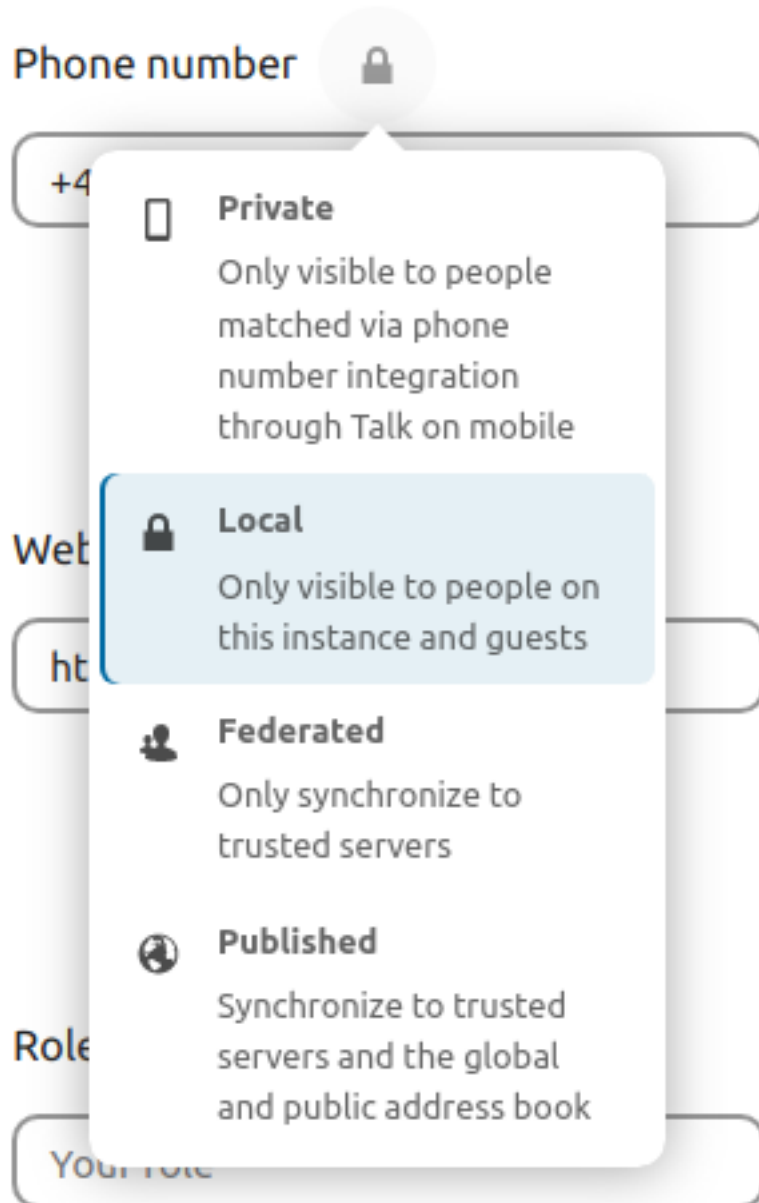 Phone number
+4
Private
Only visible to people
matched via phone
number integration
through Talk on mobile
Local
Only visible to people on
this instance and guests
Web
ht
Federated
Only synchronize to
trusted servers
Published
Synchronize to trusted
servers and the global
and public address book
Role
Your role